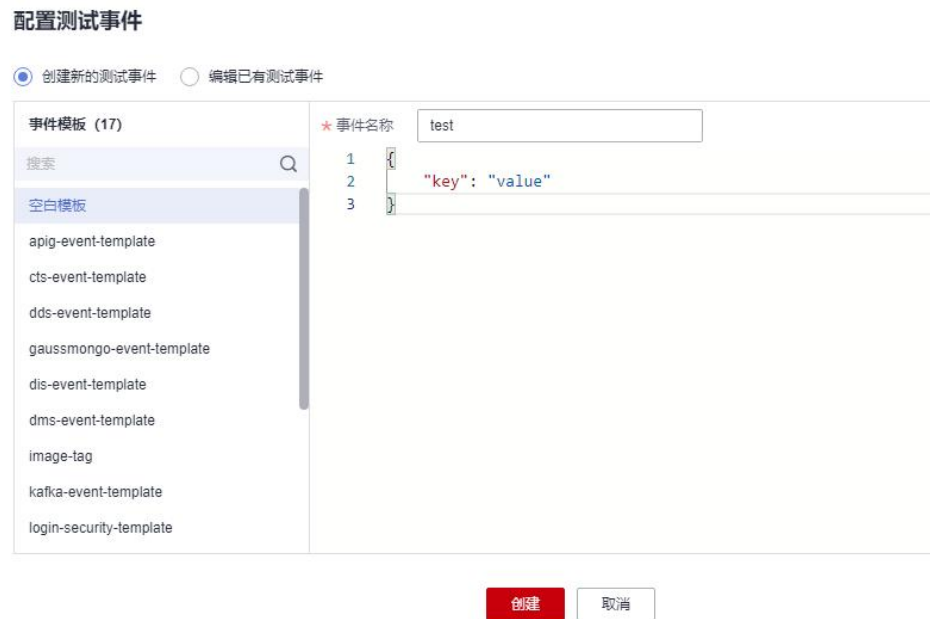 配置测试事件
创建新的测试事件 编辑已有测试事件
事件模板 (17)
搜索
空白模板
apig-event-template
cts-event-template
dds-event-template
gaussmongo-event-template
dis-event-template
dms-event-template
image-tag
kafka-event-template
login-security-template
* 事件名称 test
1 {
2 "key": "value"
3 }
创建 取消